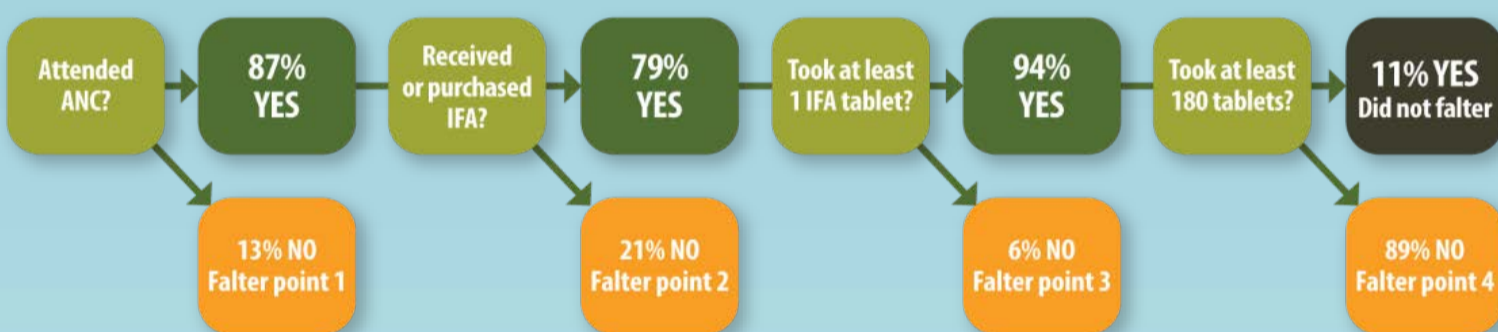 Attended
ANC?
87%
YES
Received
or purchased
IFA?
79%
YES
Took at least
1 IFA tablet?
94%
YES
Took at least
180 tablets?
11% YES
Did not falter
13% NO
Falter point 1
21% NO
Falter point 2
6% NO
Falter point 3
89% NO
Falter point 4